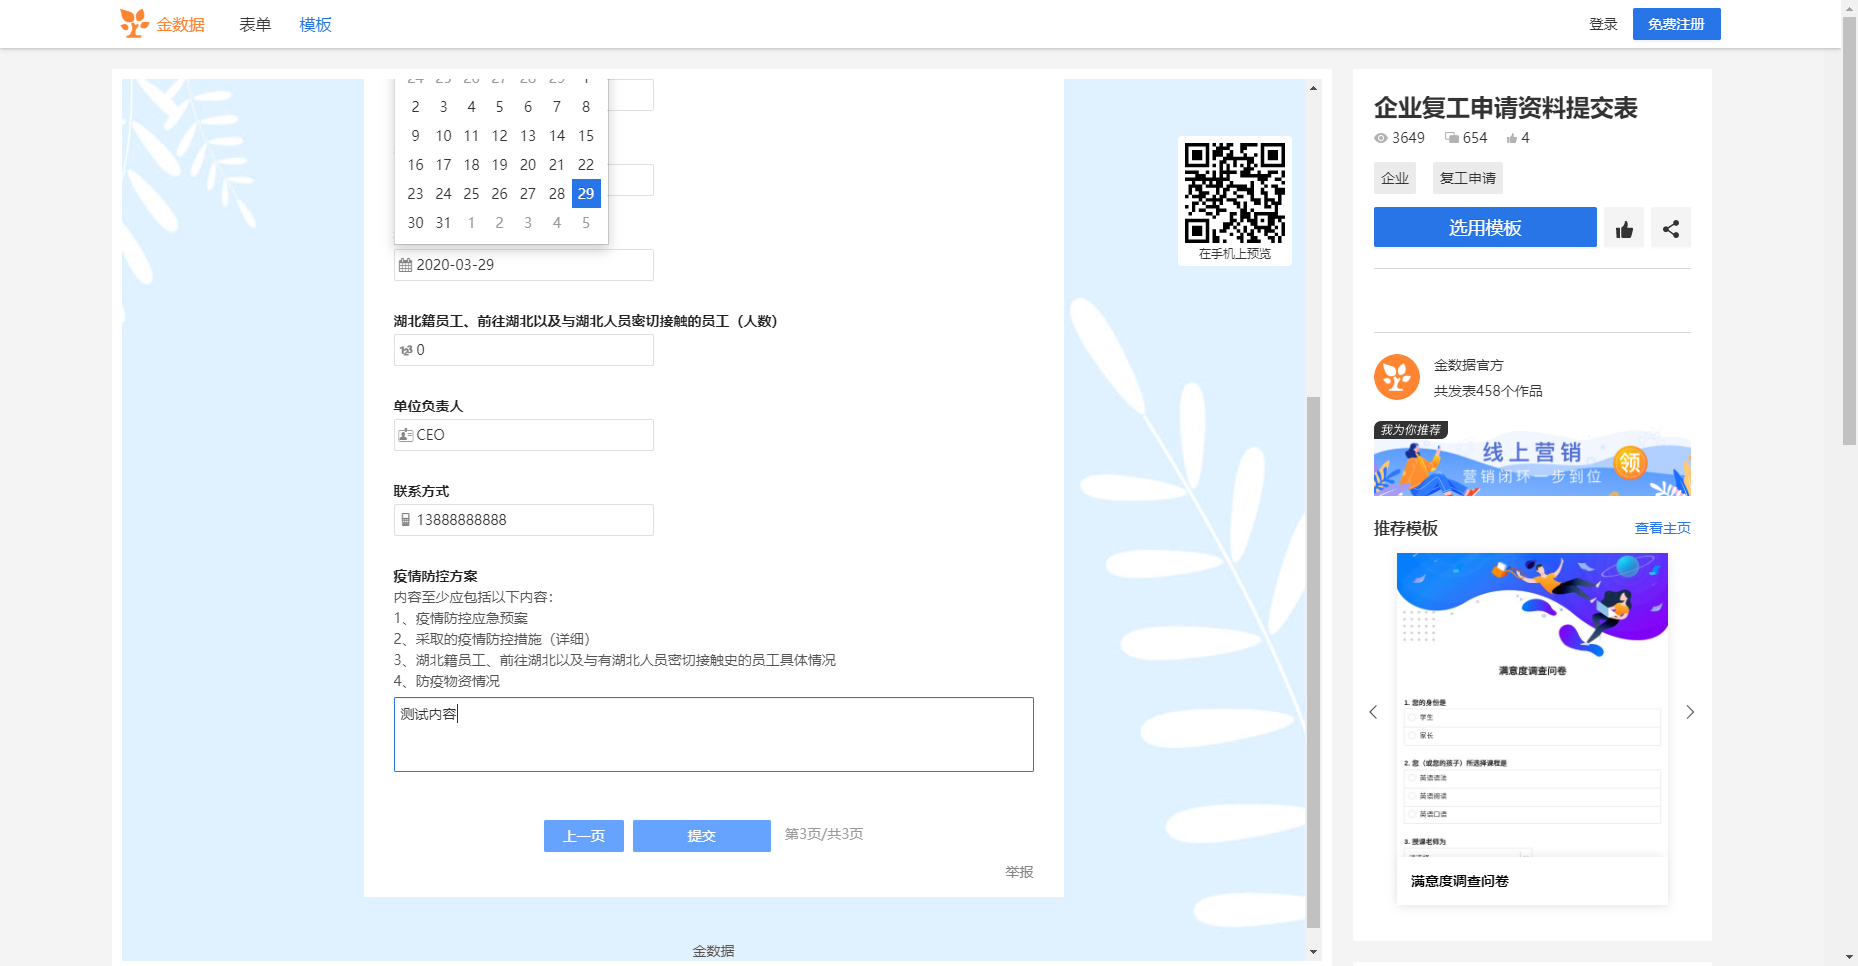 金数据
表单
模板
登录
免费注册
24 25 26 27 28 29 1
2 3 4 5 6 7 8
9 10 11 12 13 14 15
16 17 18 19 20 21 22
23 24 25 26 27 28 29
30 31 1 2 3 4 5
2020-03-29
湖北籍员工、前往湖北以及与湖北人员密切接触的员工（人数）
0
单位负责人
CEO
联系方式
13888888888
疫情防控方案
内容至少应包括以下内容：
1、疫情防控应急预案
2、采取的疫情防控措施（详细）
3、湖北籍员工、前往湖北以及与有湖北人员密切接触史的员工具体情况
4、防疫物资情况
测试内容
上一页
提交
第3页/共3页
举报
金数据
在手机上预览
企业复工申请资料提交表
3649
654
4
企业
复工申请
选用模板
金数据官方
共发表458个作品
我为你推荐
线上营销
营销闭环一步到位
领
推荐模板
查看主页
满意度调查问卷
1. 您的身份是
学生
家长
2. 您（或您的孩子）所选择课程是
英语语法
英语阅读
英语口语
3. 授课老师为
满意度调查问卷